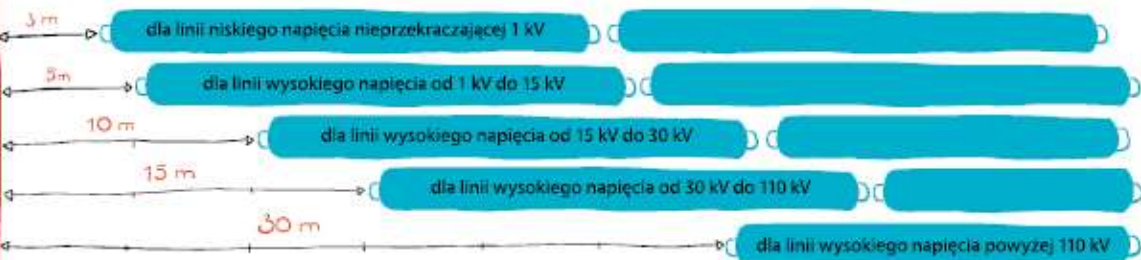 3 m
dla linii niskiego napięcia nieprzekraczającej 1 kV
5m
dla linii wysokiego napięcia od 1 kV do 15 kV
10 m
dla linii wysokiego napięcia od 15 kV do 30 kV
15 m
dla linii wysokiego napięcia od 30 kV do 110 kV
30 m
dla linii wysokiego napięcia powyżej 110 kV